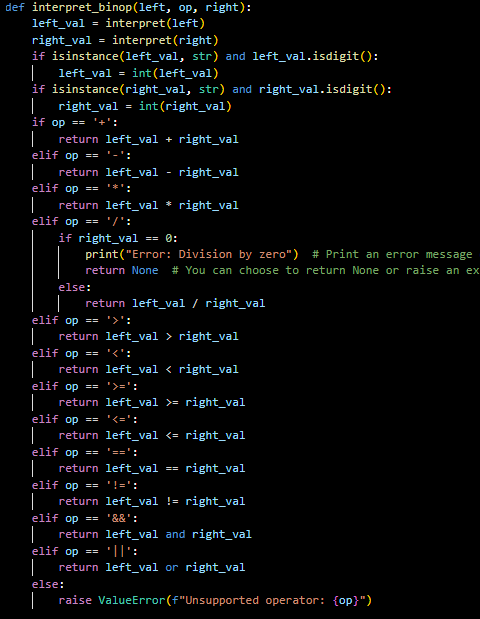 def interpret_binop(left, op, right):
    left_val = interpret(left)
    right_val = interpret(right)
    if isinstance(left_val, str) and left_val.isdigit():
        left_val = int(left_val)
    if isinstance(right_val, str) and right_val.isdigit():
        right_val = int(right_val)
    if op == '+':
        return left_val + right_val
    elif op == '-':
        return left_val - right_val
    elif op == '*':
        return left_val * right_val
    elif op == '/':
        if right_val == 0:
            print("Error: Division by zero")  # Print an error message
            return None  # You can choose to return None or raise an ex
        else:
            return left_val / right_val
    elif op == '>':
        return left_val > right_val
    elif op == '<':
        return left_val < right_val
    elif op == '>=':
        return left_val >= right_val
    elif op == '<=':
        return left_val <= right_val
    elif op == '==':
        return left_val == right_val
    elif op == '!=':
        return left_val != right_val
    elif op == '&&':
        return left_val and right_val
    elif op == '||':
        return left_val or right_val
    else:
        raise ValueError(f"Unsupported operator: {op}")